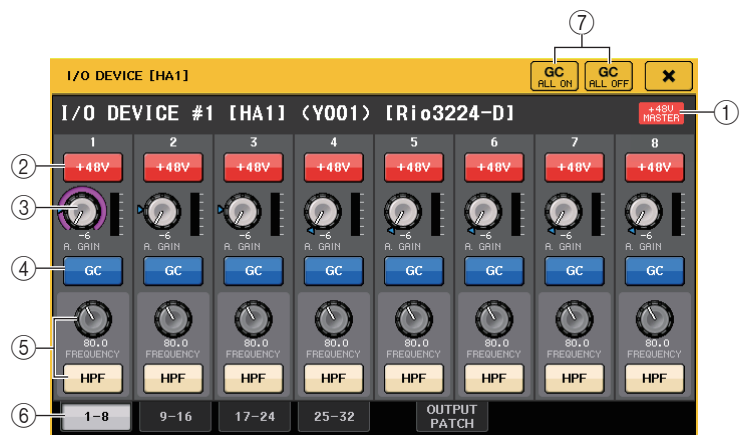 ⑦
I/O DEVICE [HA1] GC ALL ON GC ALL OFF ×
I/O DEVICE #1 [HA1] (Y001) [Rio3224-D] +48V MASTER ①
1 2 3 4 5 6 7 8
② +48V +48V +48V +48V +48V +48V +48V +48V
③
-6 -6 -6 -6 -6 -6 -6 -6
A. GAIN A. GAIN A. GAIN A. GAIN A. GAIN A. GAIN A. GAIN A. GAIN
④ GC GC GC GC GC GC GC GC
80.0 80.0 80.0 80.0 80.0 80.0 80.0 80.0
FREQUENCY FREQUENCY FREQUENCY FREQUENCY FREQUENCY FREQUENCY FREQUENCY FREQUENCY
⑤
HPF HPF HPF HPF HPF HPF HPF HPF
⑥ 1-8 9-16 17-24 25-32 OUTPUT PATCH